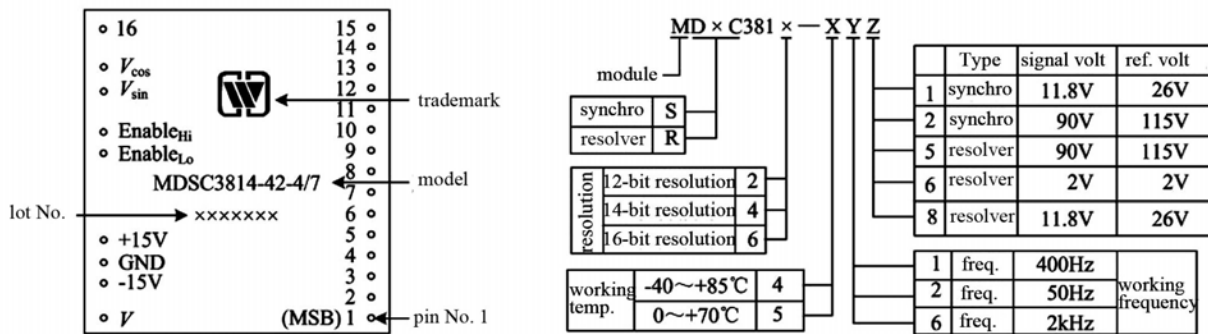 16
V_cos
V_sin
Enable_Hi
Enable_Lo
MDSC3814-42-4/7
×××××××
+15V
GND
-15V
V
15
14
13
12
11
10
9
8
7
6
5
4
3
2
(MSB) 1
trademark
model
lot No.
pin No. 1
W
MD×C381×—XYZ
module
synchro S
resolver R
resolution
12-bit resolution 2
14-bit resolution 4
16-bit resolution 6
working temp.
-40～+85℃ 4
0～+70℃ 5
Type signal volt ref. volt
1 synchro 11.8V 26V
2 synchro 90V 115V
5 resolver 90V 115V
6 resolver 2V 2V
8 resolver 11.8V 26V
1 freq. 400Hz
2 freq. 50Hz
6 freq. 2kHz
working
frequency